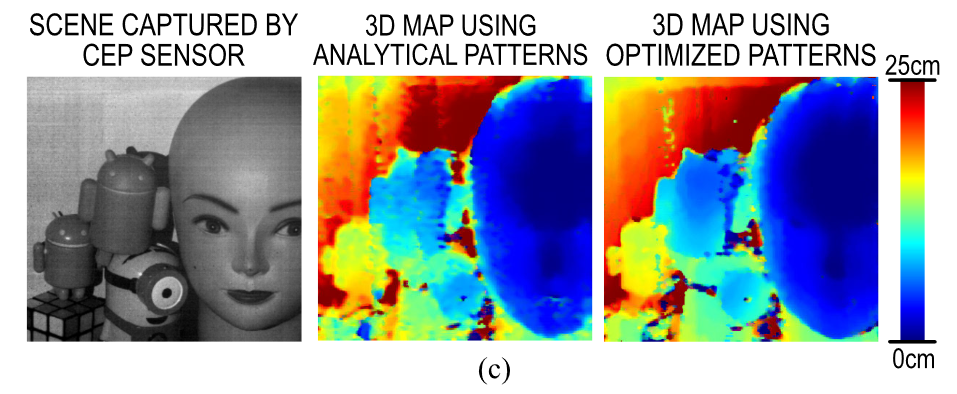 SCENE CAPTURED BY
CEP SENSOR
3D MAP USING
ANALYTICAL PATTERNS
3D MAP USING
OPTIMIZED PATTERNS
25cm
0cm
(c)